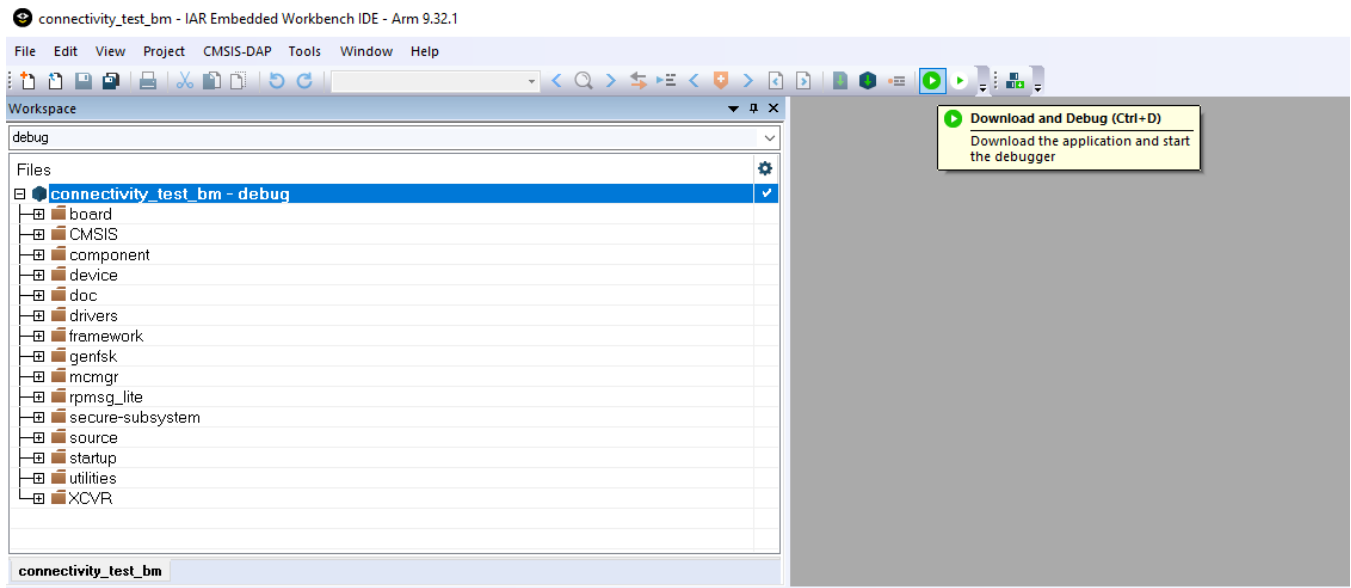 connectivity_test_bm - IAR Embedded Workbench IDE - Arm 9.32.1
File Edit View Project CMSIS-DAP Tools Window Help
Workspace
debug
Files
connectivity_test_bm - debug
board
CMSIS
component
device
doc
drivers
framework
genfsk
mcmgr
rpmsg_lite
secure-subsystem
source
startup
utilities
XCVR
connectivity_test_bm
Download and Debug (Ctrl+D)
Download the application and start
the debugger